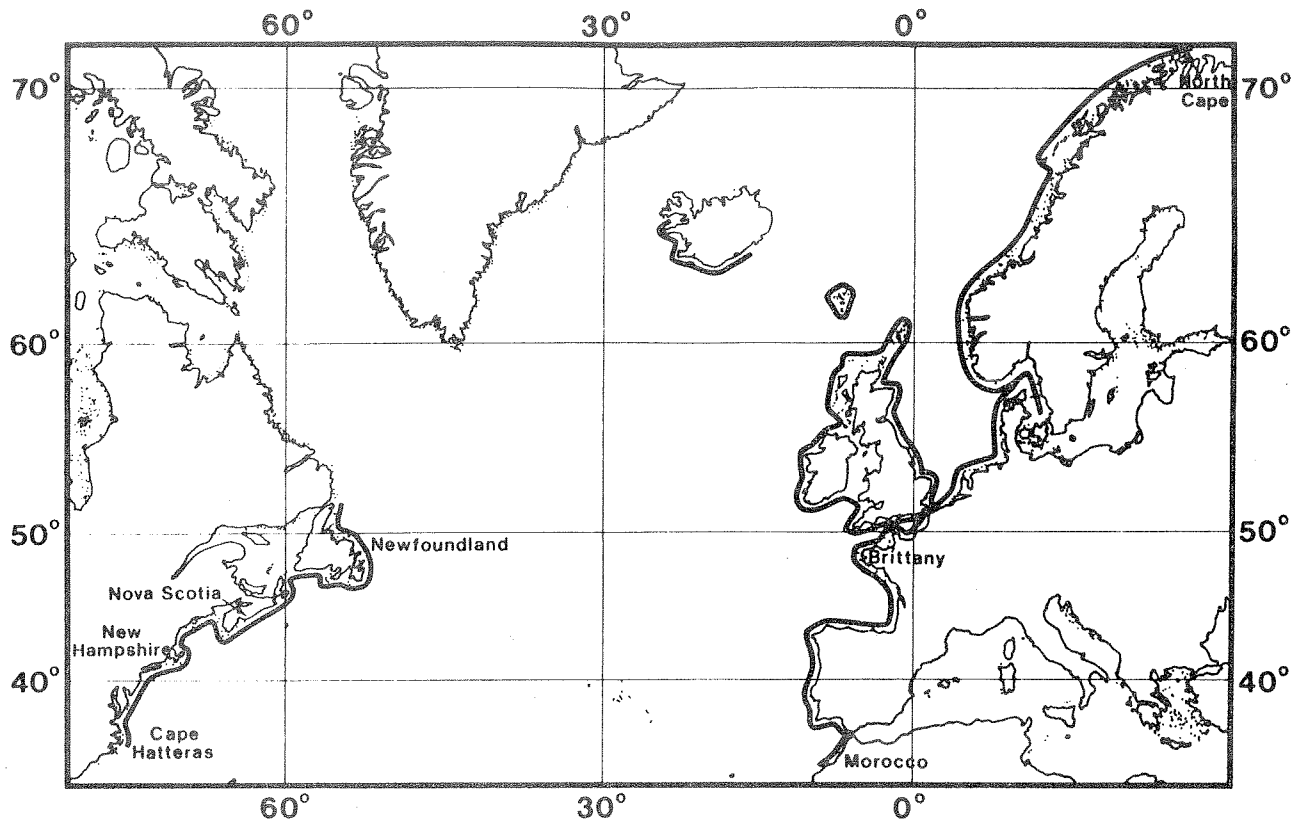 60° 30° 0°
70° 70°
North
Cape
60° 60°
50° 50°
Newfoundland
Brittany
Nova Scotia
New
Hampshire
40° 40°
Cape
Hatteras
Morocco
60° 30° 0°